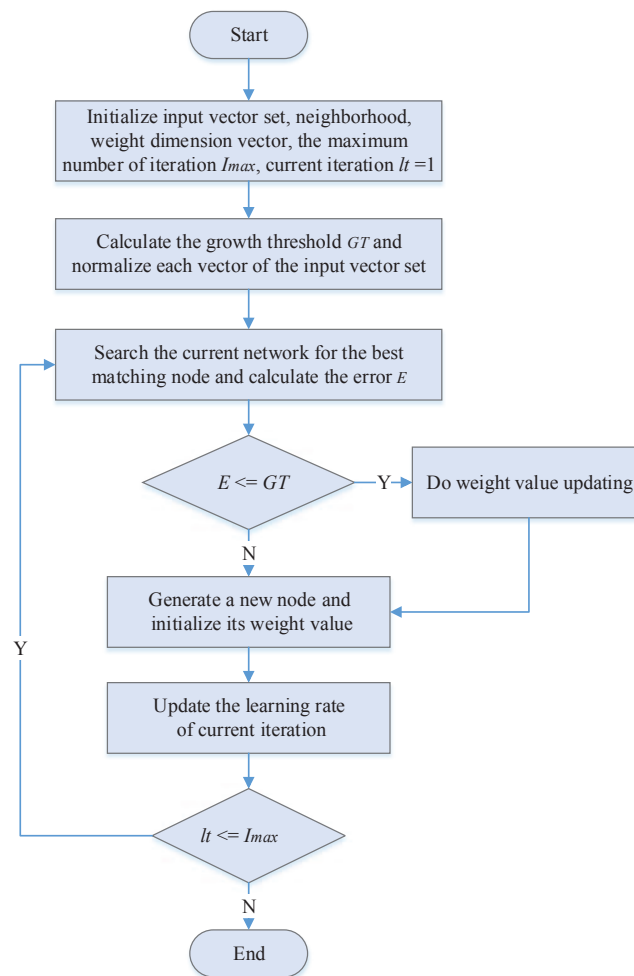 Start
Initialize input vector set, neighborhood,
weight dimension vector, the maximum
number of iteration Imax, current iteration lt =1
Calculate the growth threshold GT and
normalize each vector of the input vector set
Search the current network for the best
matching node and calculate the error E
E <= GT
Y
Do weight value updating
N
Generate a new node and
initialize its weight value
Y
Update the learning rate
of current iteration
lt <= Imax
N
End